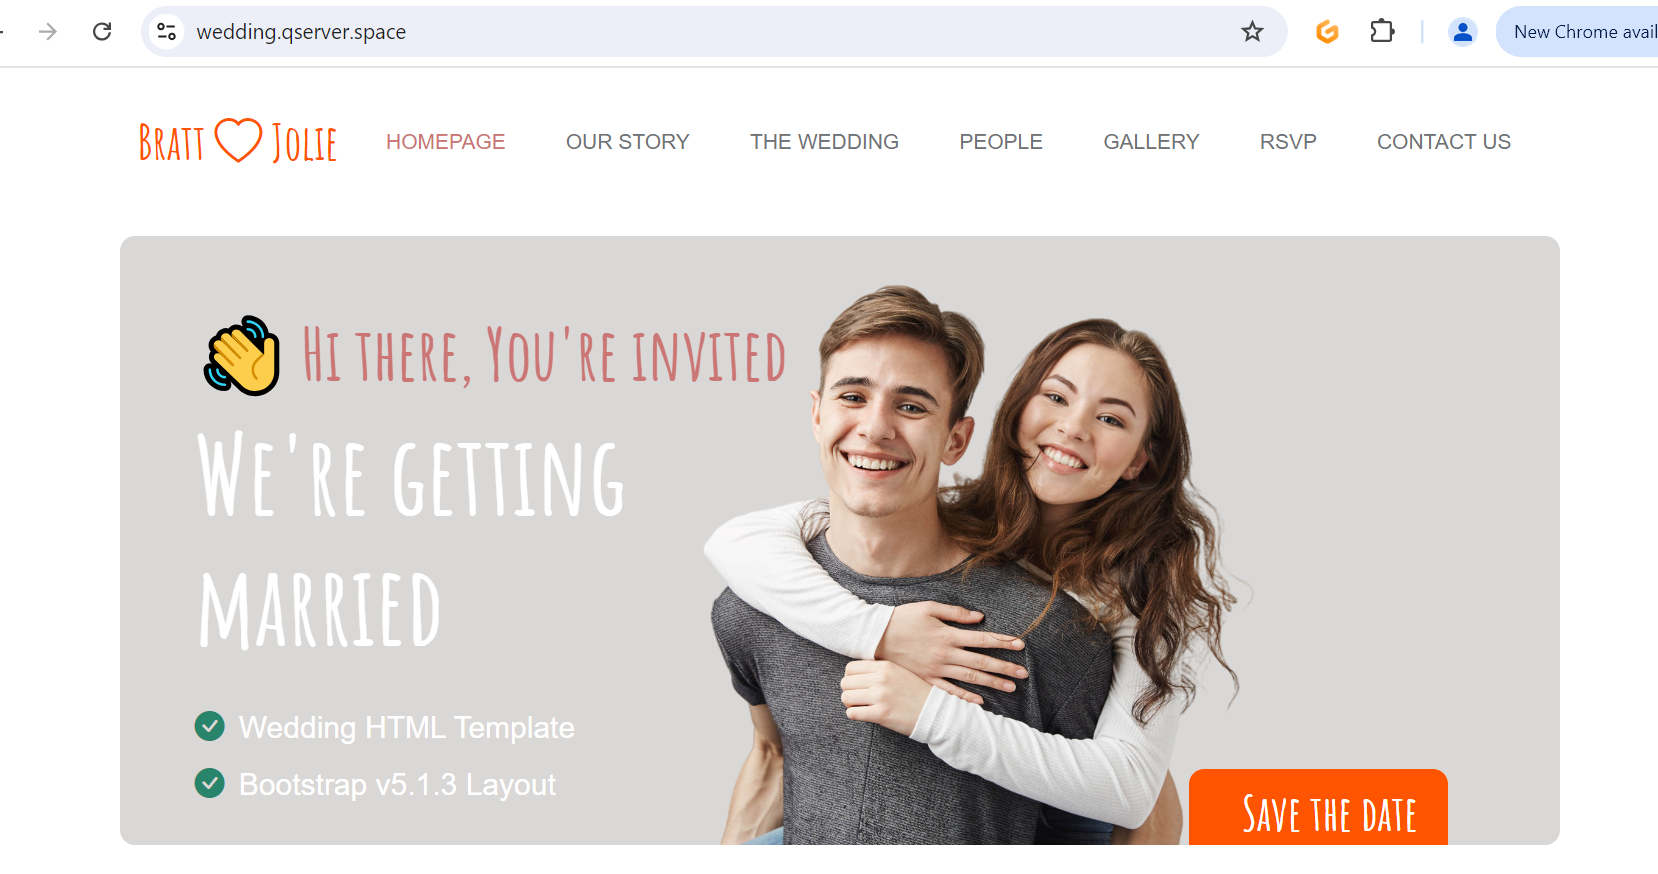 wedding.qserver.space
New Chrome avail
Bratt Jolie
HOMEPAGE
OUR STORY
THE WEDDING
PEOPLE
GALLERY
RSVP
CONTACT US
Hi there, You're invited
We're getting
married
Wedding HTML Template
Bootstrap v5.1.3 Layout
Save the date